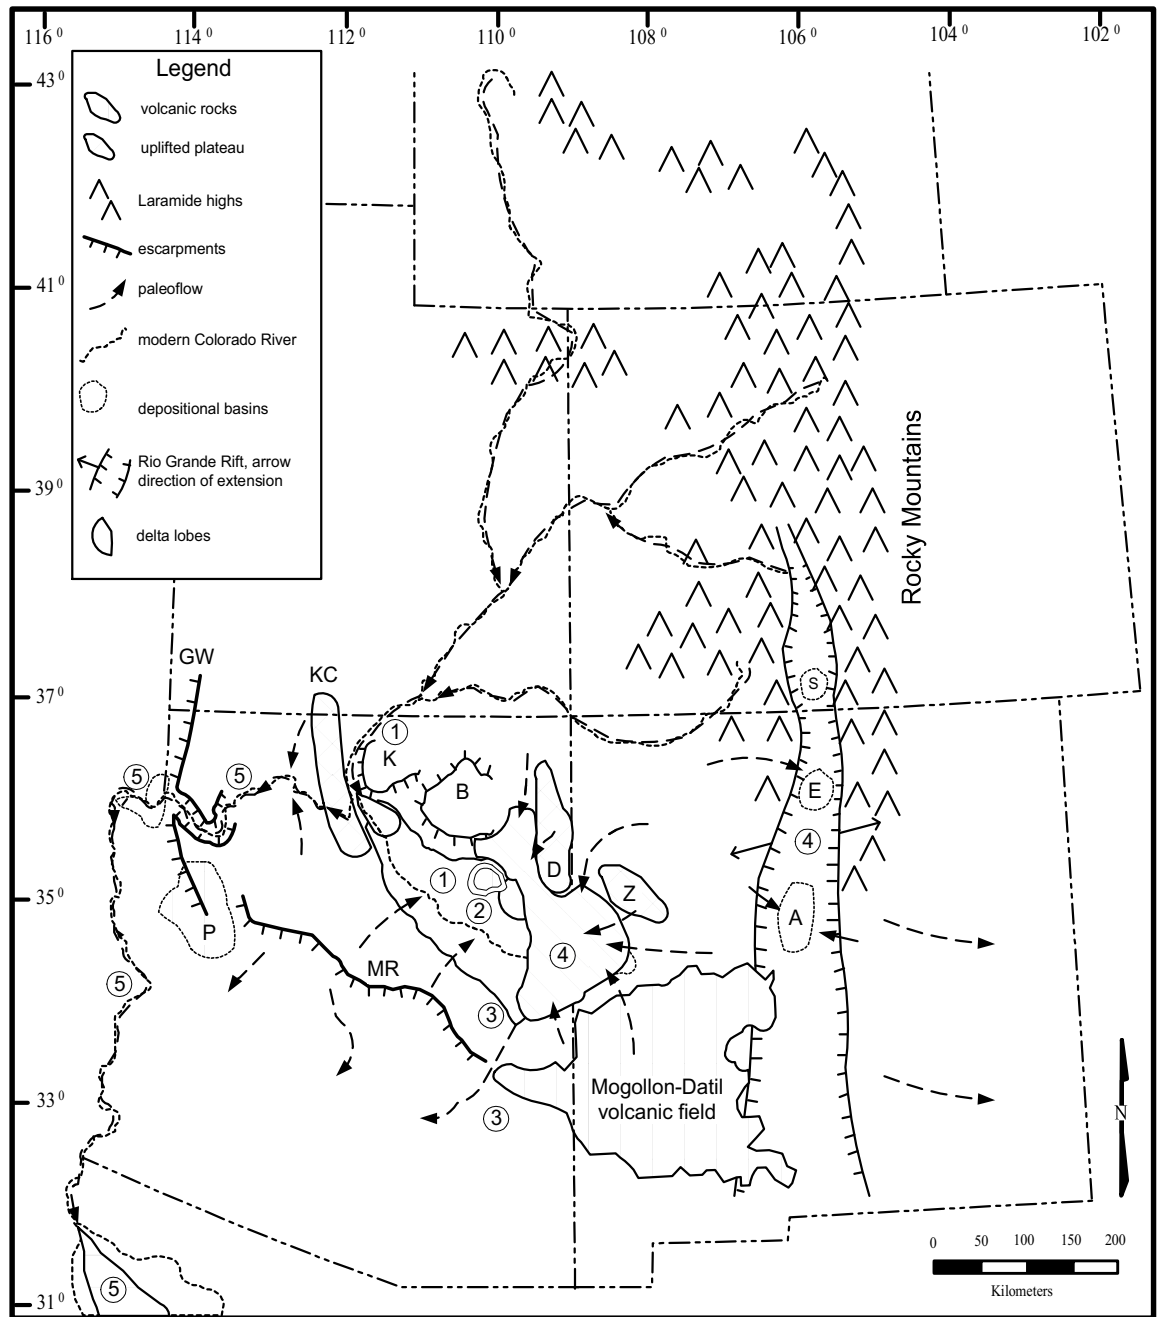 116⁰ 114⁰ 112⁰ 110⁰ 108⁰ 106⁰ 104⁰ 102⁰
43⁰
41⁰
39⁰
37⁰
35⁰
33⁰
31⁰
Legend
volcanic rocks
uplifted plateau
Laramide highs
escarpments
paleoflow
modern Colorado River
depositional basins
Rio Grande Rift, arrow
direction of extension
delta lobes
Rocky Mountains
GW
KC
S
①
K
⑤
⑤
B
E
④
D
①
Z
②
P
A
④
MR
⑤
③
Mogollon-Datil
volcanic field
③
N
⑤
0 50 100 150 200
Kilometers